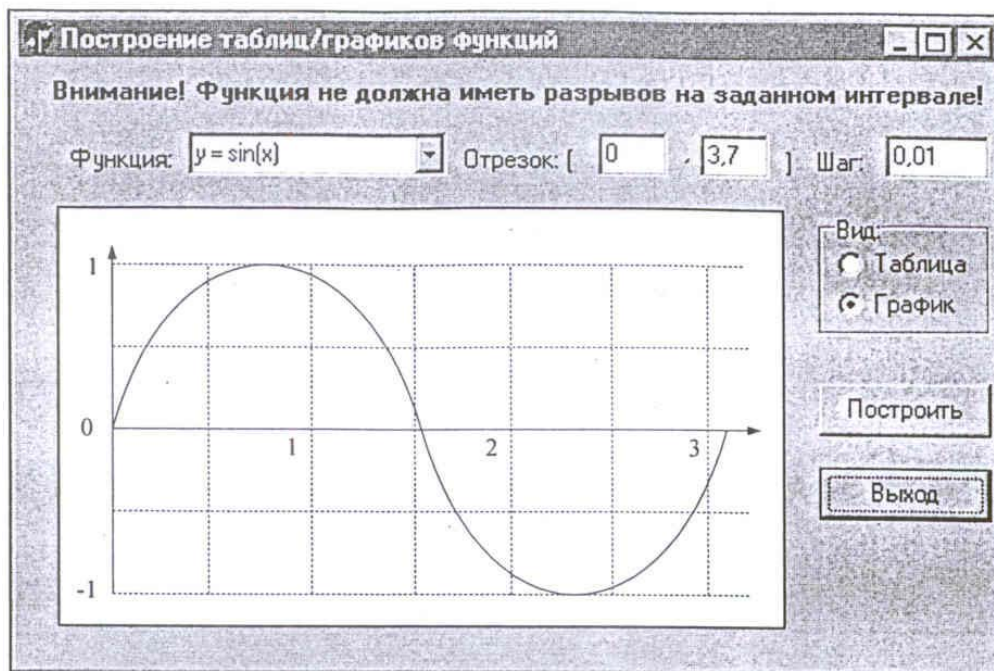 Построение таблиц/графиков функций
Внимание! Функция не должна иметь разрывов на заданном интервале!
Функция: y = sin(x) Отрезок: [ 0 , 3,7 ] Шаг: 0,01
Вид:
Таблица
График
Построить
Выход
1
0
-1
1 2 3